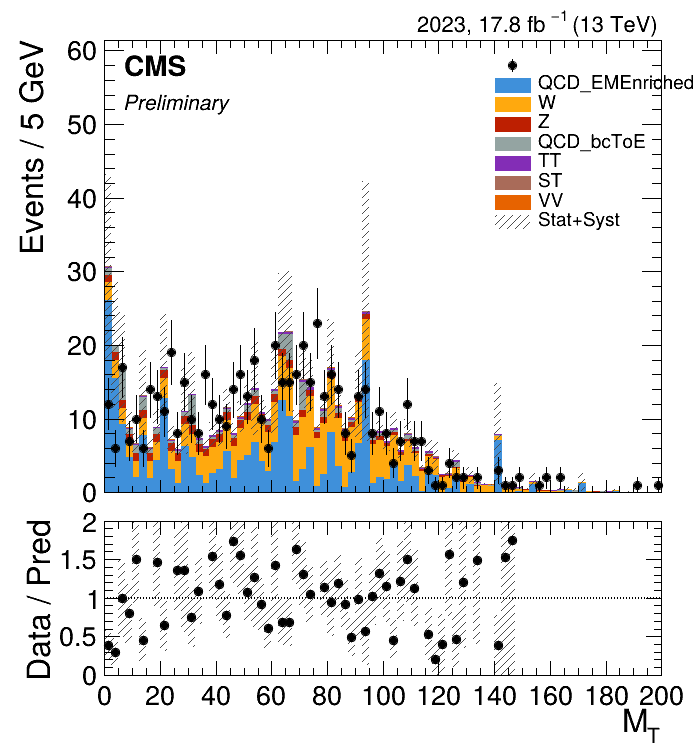 2023, 17.8 fb⁻¹ (13 TeV)
Events / 5 GeV
CMS
Preliminary
QCD_EMEnriched
W
Z
QCD_bcToE
TT
ST
VV
Stat+Syst
60
50
40
30
20
10
0
Data / Pred
2
1.5
1
0.5
0
0 20 40 60 80 100 120 140 160 180 200
M_T